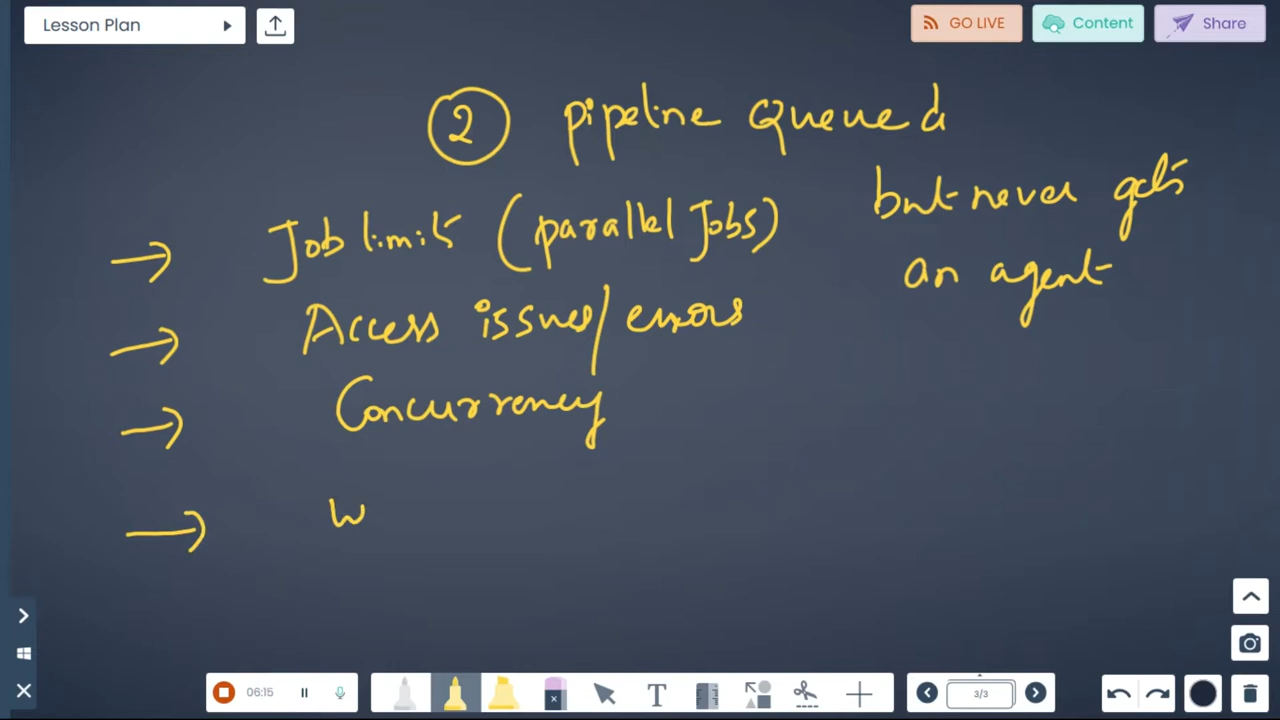 Lesson Plan
GO LIVE
Content
Share
2 pipeline Queued
but never gets
an agent
→ Job limits (parallel Jobs)
→ Access issues/errors
→ Concurrency
→ w
06:15
T
3/3